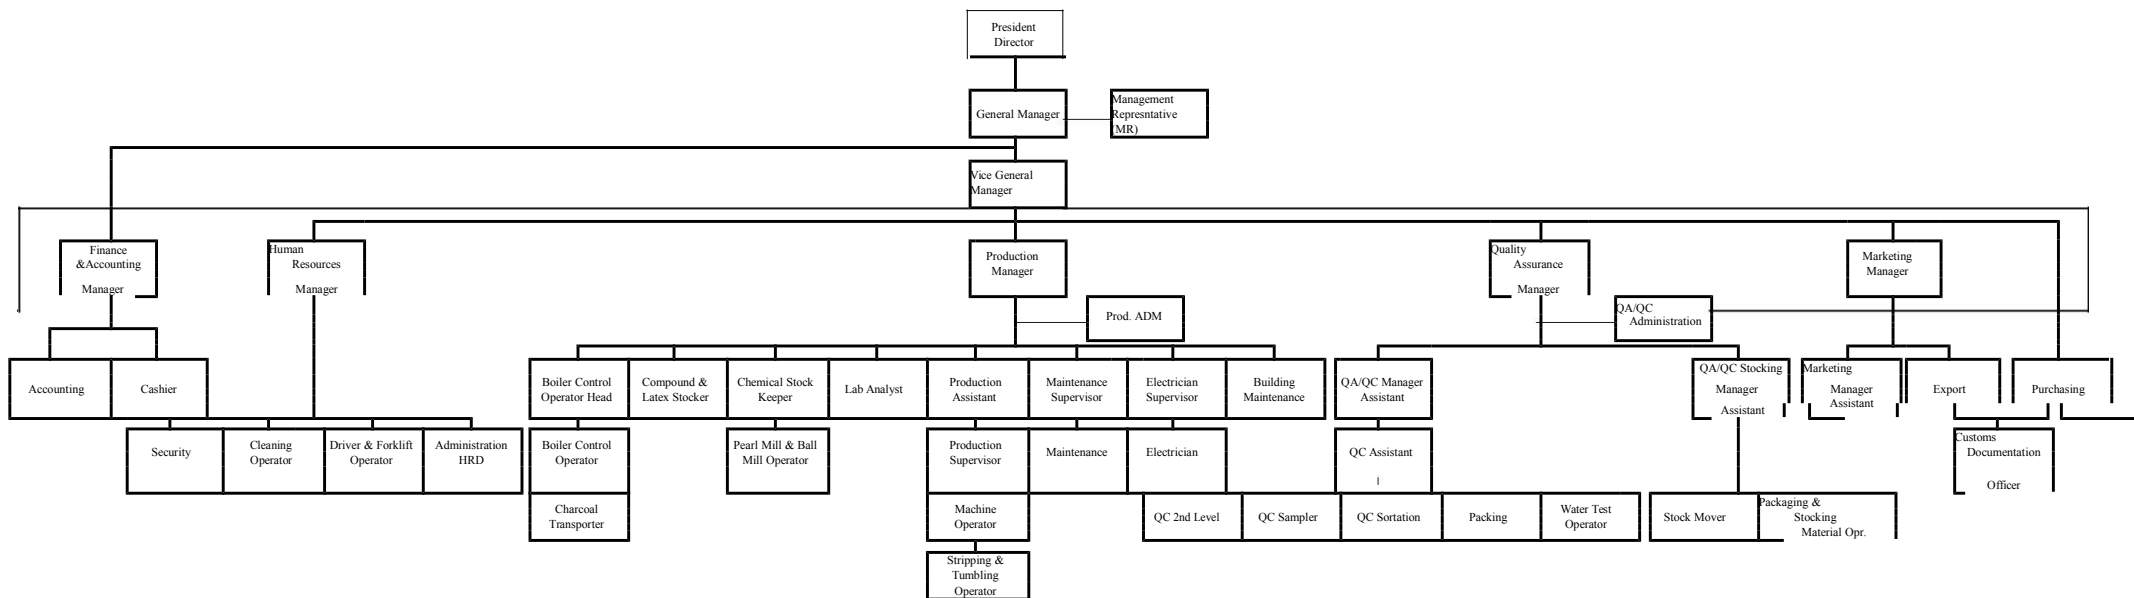 President
Director
General Manager
Management
Represntative
(MR)
Vice General
Manager
Finance
&Accounting
Manager
Human
Resources
Manager
Production
Manager
Quality
Assurance
Manager
Marketing
Manager
Prod. ADM
QA/QC
Administration
Accounting
Cashier
Boiler Control
Operator Head
Compound &
Latex Stocker
Chemical Stock
Keeper
Lab Analyst
Production
Assistant
Maintenance
Supervisor
Electrician
Supervisor
Building
Maintenance
QA/QC Manager
Assistant
QA/QC Stocking
Manager
Assistant
Marketing
Manager
Assistant
Export
Purchasing
Security
Cleaning
Operator
Driver & Forklift
Operator
Administration
HRD
Boiler Control
Operator
Pearl Mill & Ball
Mill Operator
Production
Supervisor
Maintenance
Electrician
QC Assistant
Customs
Documentation
Officer
Charcoal
Transporter
Machine
Operator
QC 2nd Level
QC Sampler
QC Sortation
Packing
Water Test
Operator
Stock Mover
Packaging &
Stocking
Material Opr.
Stripping &
Tumbling
Operator